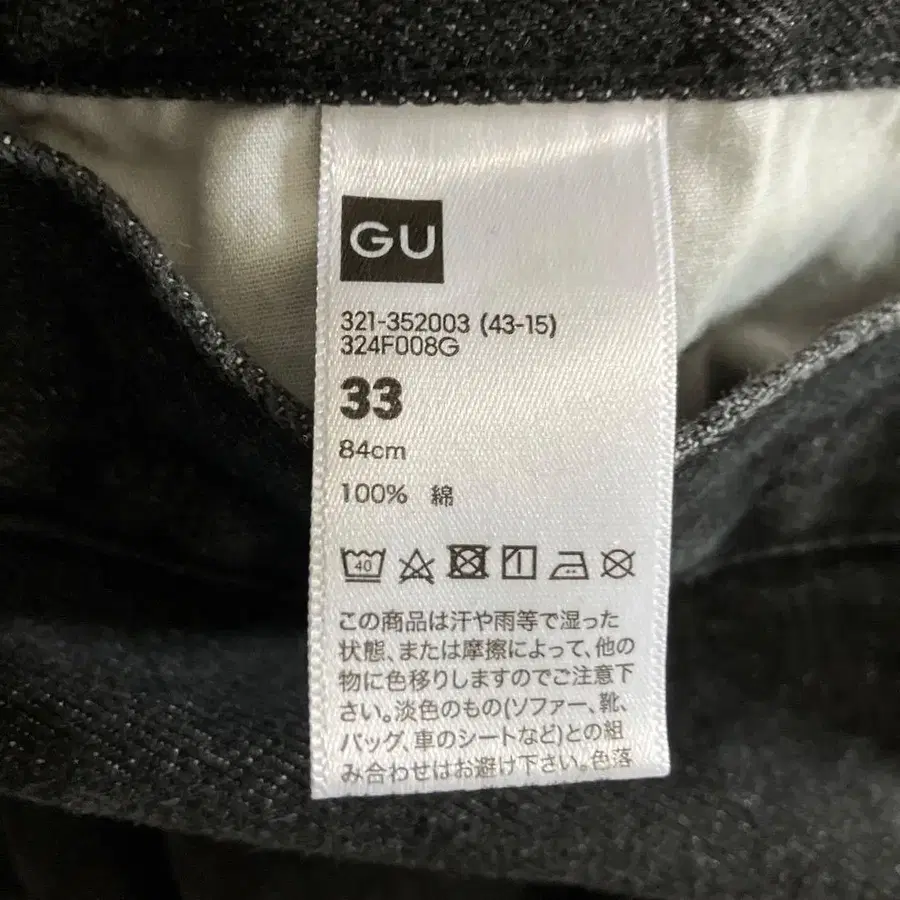 GU
321-352003 (43-15)
324F008G
33
84cm
100% 綿
40
この商品は汗や雨等で湿った
状態、または摩擦によって、他の
物に色移りしますのでご注意下
さい。淡色のもの(ソファー、靴、
バッグ、車のシートなど)との組
み合わせはお避け下さい。色落